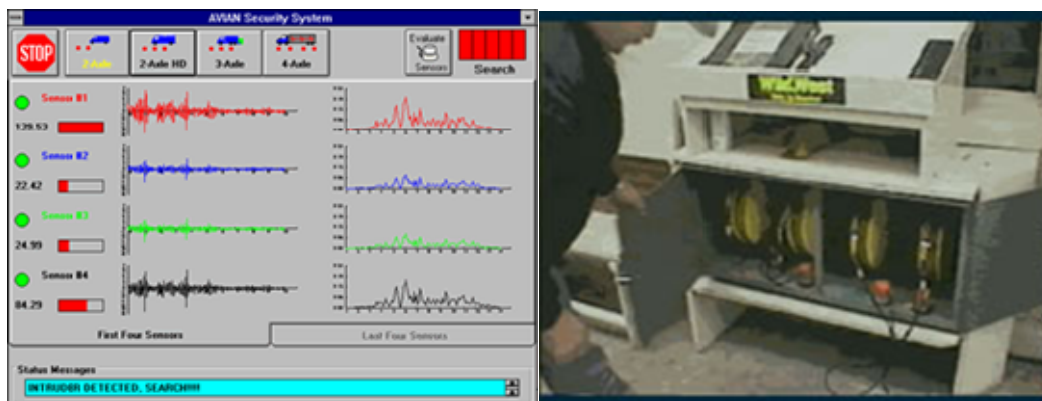 AVIAN Security System
STOP
2-Axle
2-Axle HD
3-Axle
4-Axle
Evaluate
Sensors
Search
Sensor #1
139.53
Sensor #2
22.42
Sensor #3
24.99
Sensor #4
84.29
First Four Sensors
Last Four Sensors
Status Messages
INTRUDER DETECTED, SEARCH!!!!